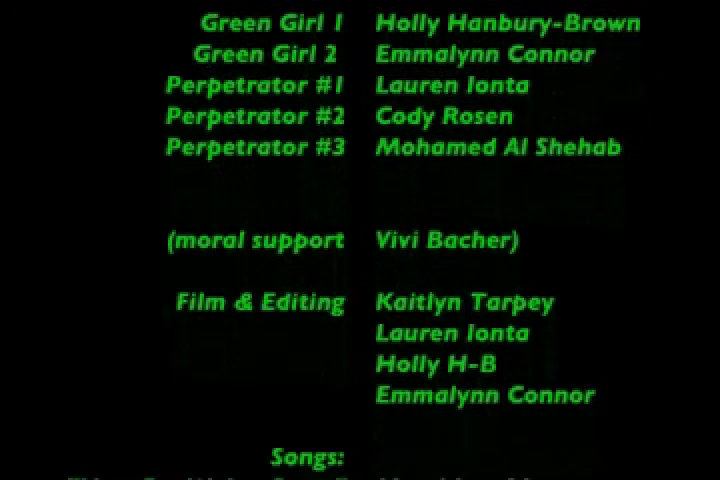 Green Girl 1 Holly Hanbury-Brown
Green Girl 2 Emmalynn Connor
Perpetrator #1 Lauren Ionta
Perpetrator #2 Cody Rosen
Perpetrator #3 Mohamed Al Shehab
(moral support Vivi Bacher)
Film & Editing Kaitlyn Tarpey
Lauren Ionta
Holly H-B
Emmalynn Connor
Songs: